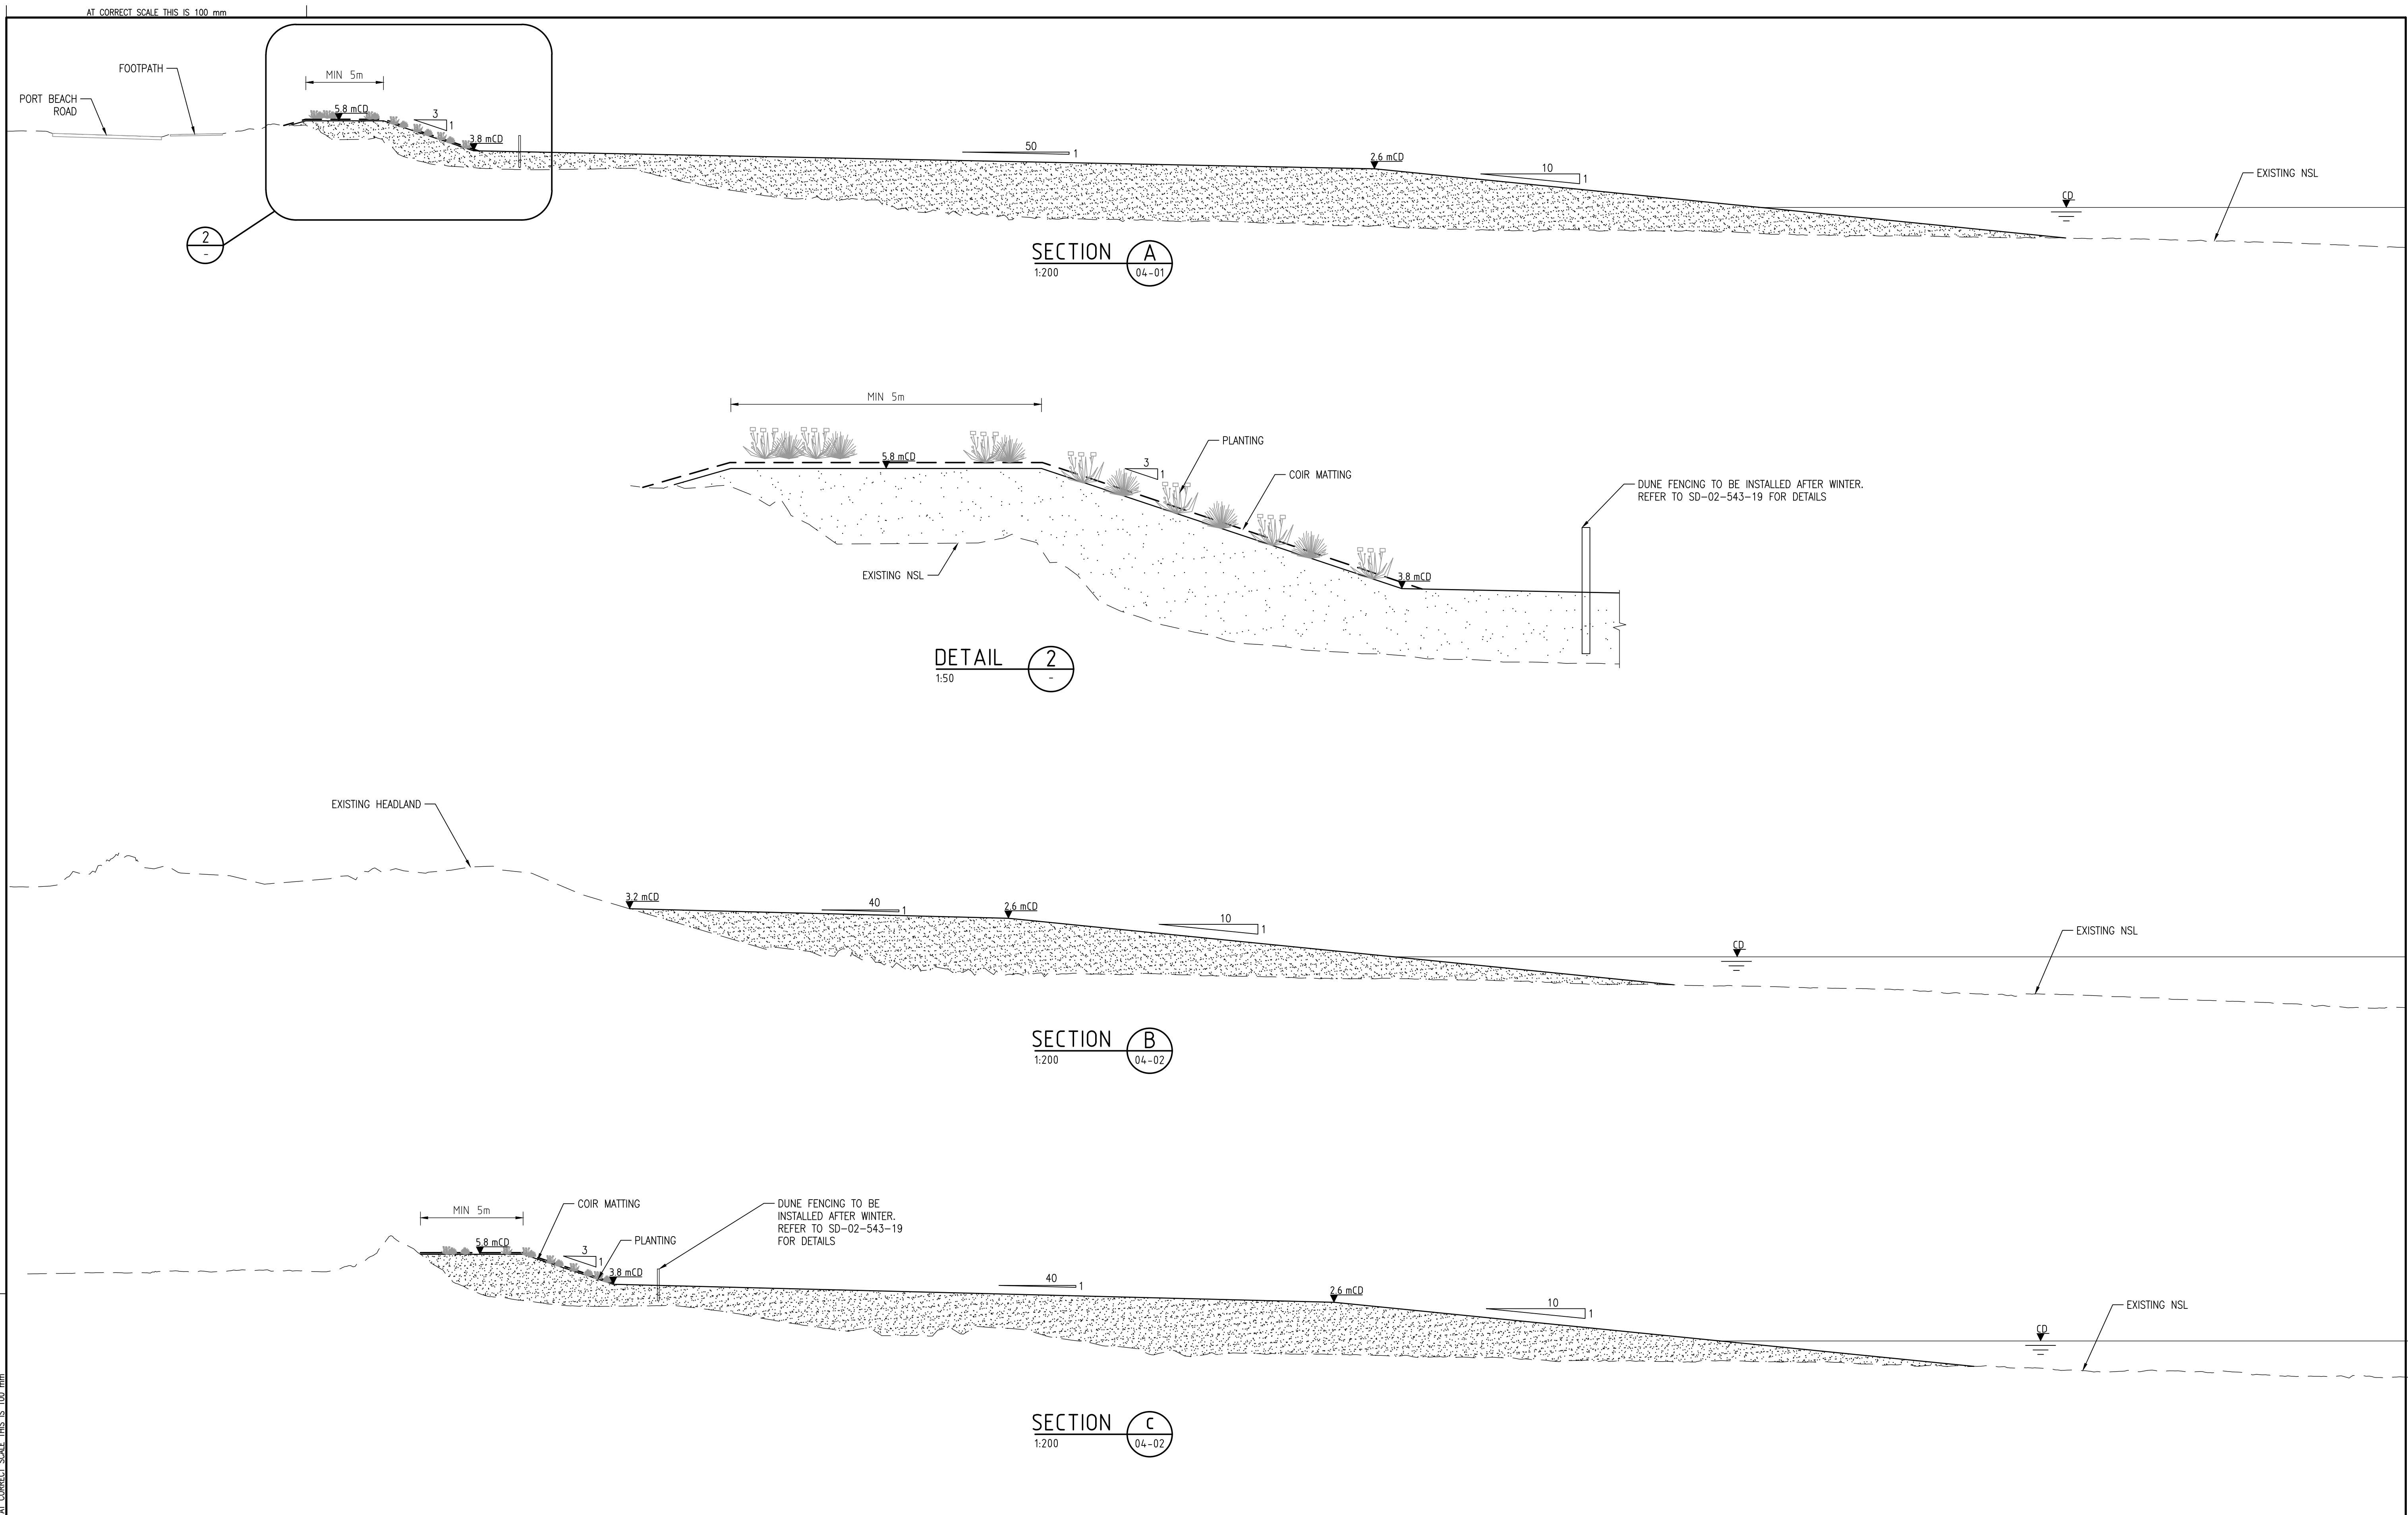 AT CORRECT SCALE THIS IS 100 mm
FOOTPATH
PORT BEACH
ROAD
MIN 5m
5.8 mCD
3
1
3.8 mCD
50
1
2.6 mCD
10
1
CD
EXISTING NSL
2
-
SECTION A
1:200 04-01
MIN 5m
PLANTING
5.8 mCD
3
1
COIR MATTING
DUNE FENCING TO BE INSTALLED AFTER WINTER.
REFER TO SD-02-543-19 FOR DETAILS
EXISTING NSL
3.8 mCD
DETAIL 2
1:50 -
EXISTING HEADLAND
3.2 mCD
40
1
2.6 mCD
10
1
CD
EXISTING NSL
SECTION B
1:200 04-02
MIN 5m
COIR MATTING
DUNE FENCING TO BE
INSTALLED AFTER WINTER.
REFER TO SD-02-543-19
FOR DETAILS
PLANTING
5.8 mCD
3
1
3.8 mCD
40
1
2.6 mCD
10
1
CD
EXISTING NSL
SECTION C
1:200 04-02
AT CORRECT SCALE THIS IS 100 mm